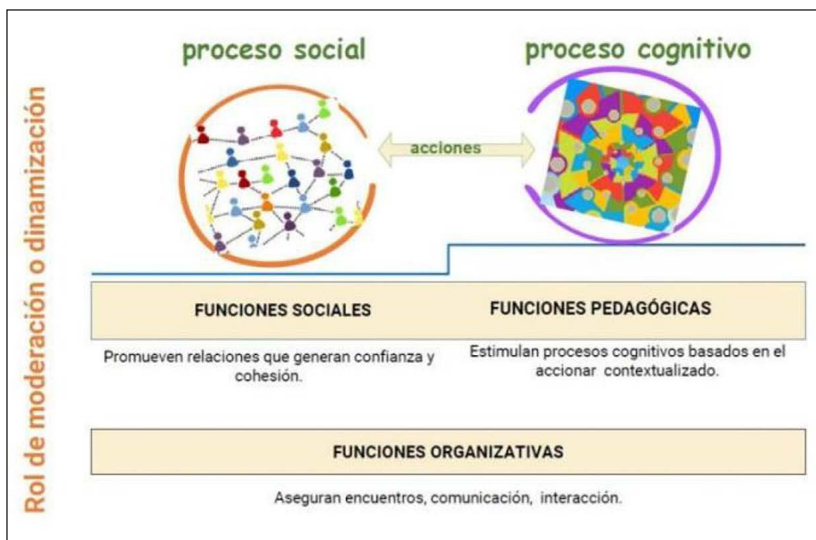 Rol de moderación o dinamización
proceso social
proceso cognitivo
acciones
FUNCIONES SOCIALES
Promueven relaciones que generan confianza y
cohesión.
FUNCIONES PEDAGÓGICAS
Estimulan procesos cognitivos basados en el
accionar contextualizado.
FUNCIONES ORGANIZATIVAS
Aseguran encuentros, comunicación, interacción.